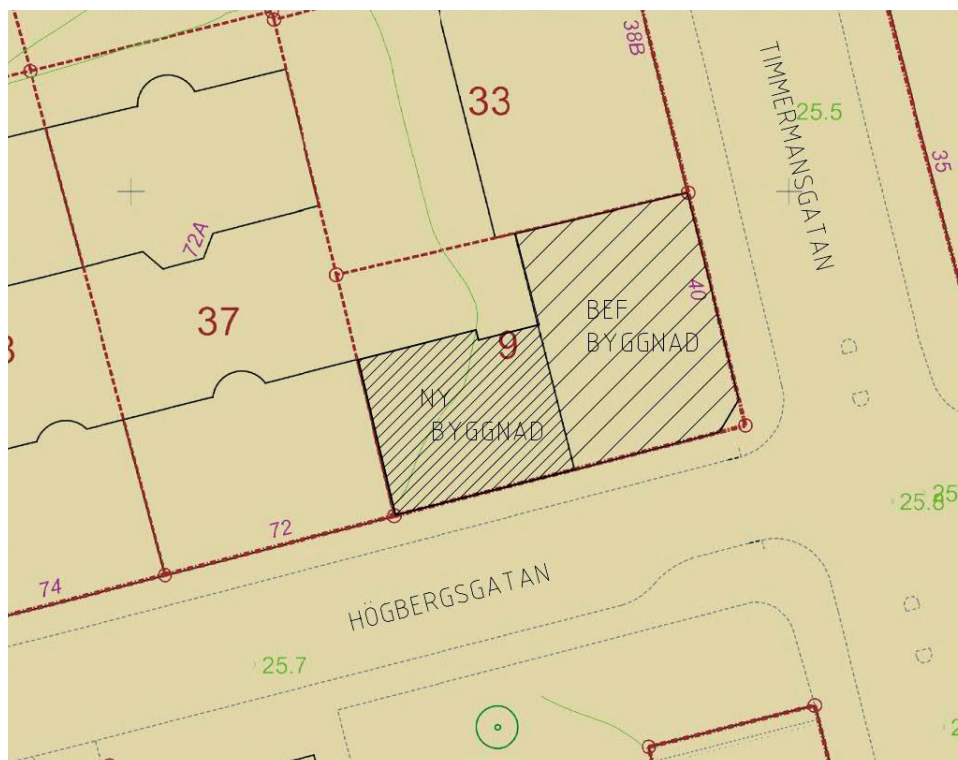 38B
33
TIMMERMANSGATAN
25.5
35
72A
37
40
BEF
BYGGNAD
9
NY
BYGGNAD
72
74
25.8
HÖGBERGSGATAN
25.7